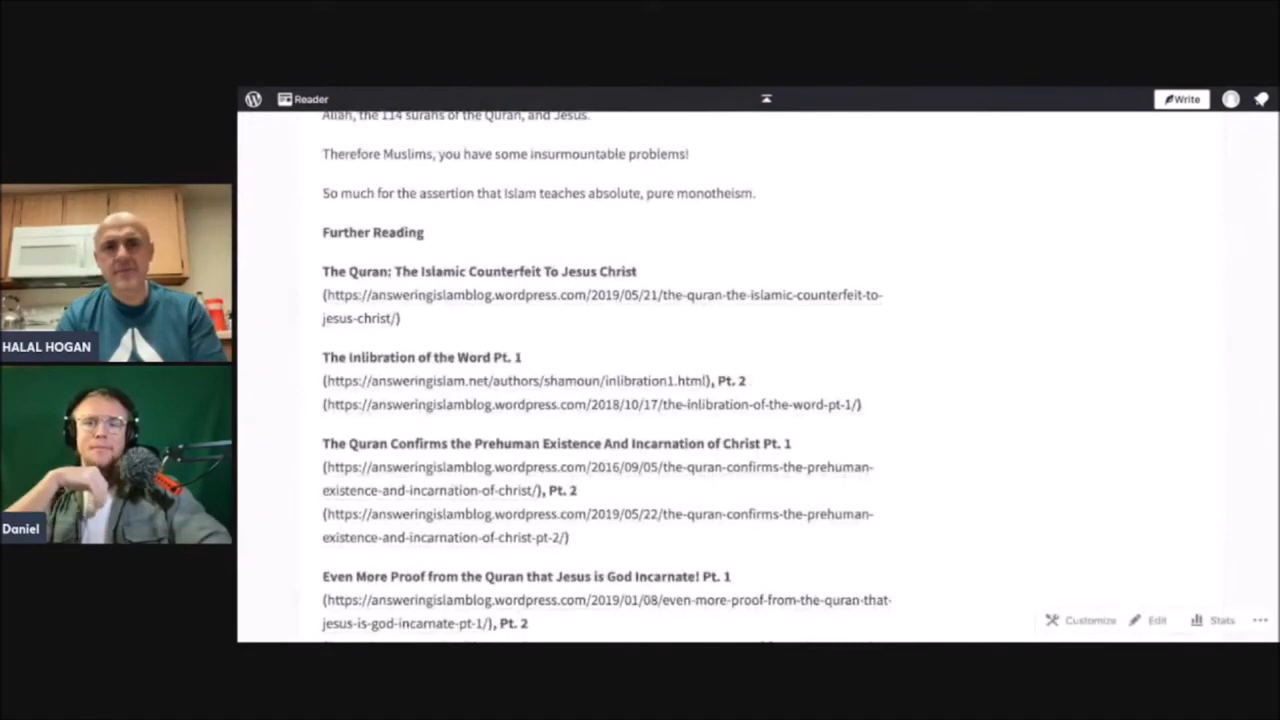 Reader
Write
Allah, the 114 surahs of the Quran, and Jesus.
Therefore Muslims, you have some insurmountable problems!
So much for the assertion that Islam teaches absolute, pure monotheism.
Further Reading
The Quran: The Islamic Counterfeit To Jesus Christ
(https://answeringislamblog.wordpress.com/2019/05/21/the-quran-the-islamic-counterfeit-to-
jesus-christ/)
HALAL HOGAN
The Inlibration of the Word Pt. 1
(https://answeringislam.net/authors/shamoun/inlibration1.html), Pt. 2
(https://answeringislamblog.wordpress.com/2018/10/17/the-inlibration-of-the-word-pt-1/)
The Quran Confirms the Prehuman Existence And Incarnation of Christ Pt. 1
(https://answeringislamblog.wordpress.com/2016/09/05/the-quran-confirms-the-prehuman-
existence-and-incarnation-of-christ/), Pt. 2
(https://answeringislamblog.wordpress.com/2019/05/22/the-quran-confirms-the-prehuman-
existence-and-incarnation-of-christ-pt-2/)
Daniel
Even More Proof from the Quran that Jesus is God Incarnate! Pt. 1
(https://answeringislamblog.wordpress.com/2019/01/08/even-more-proof-from-the-quran-that-
jesus-is-god-incarnate-pt-1/), Pt. 2
Customize
Edit
Stats